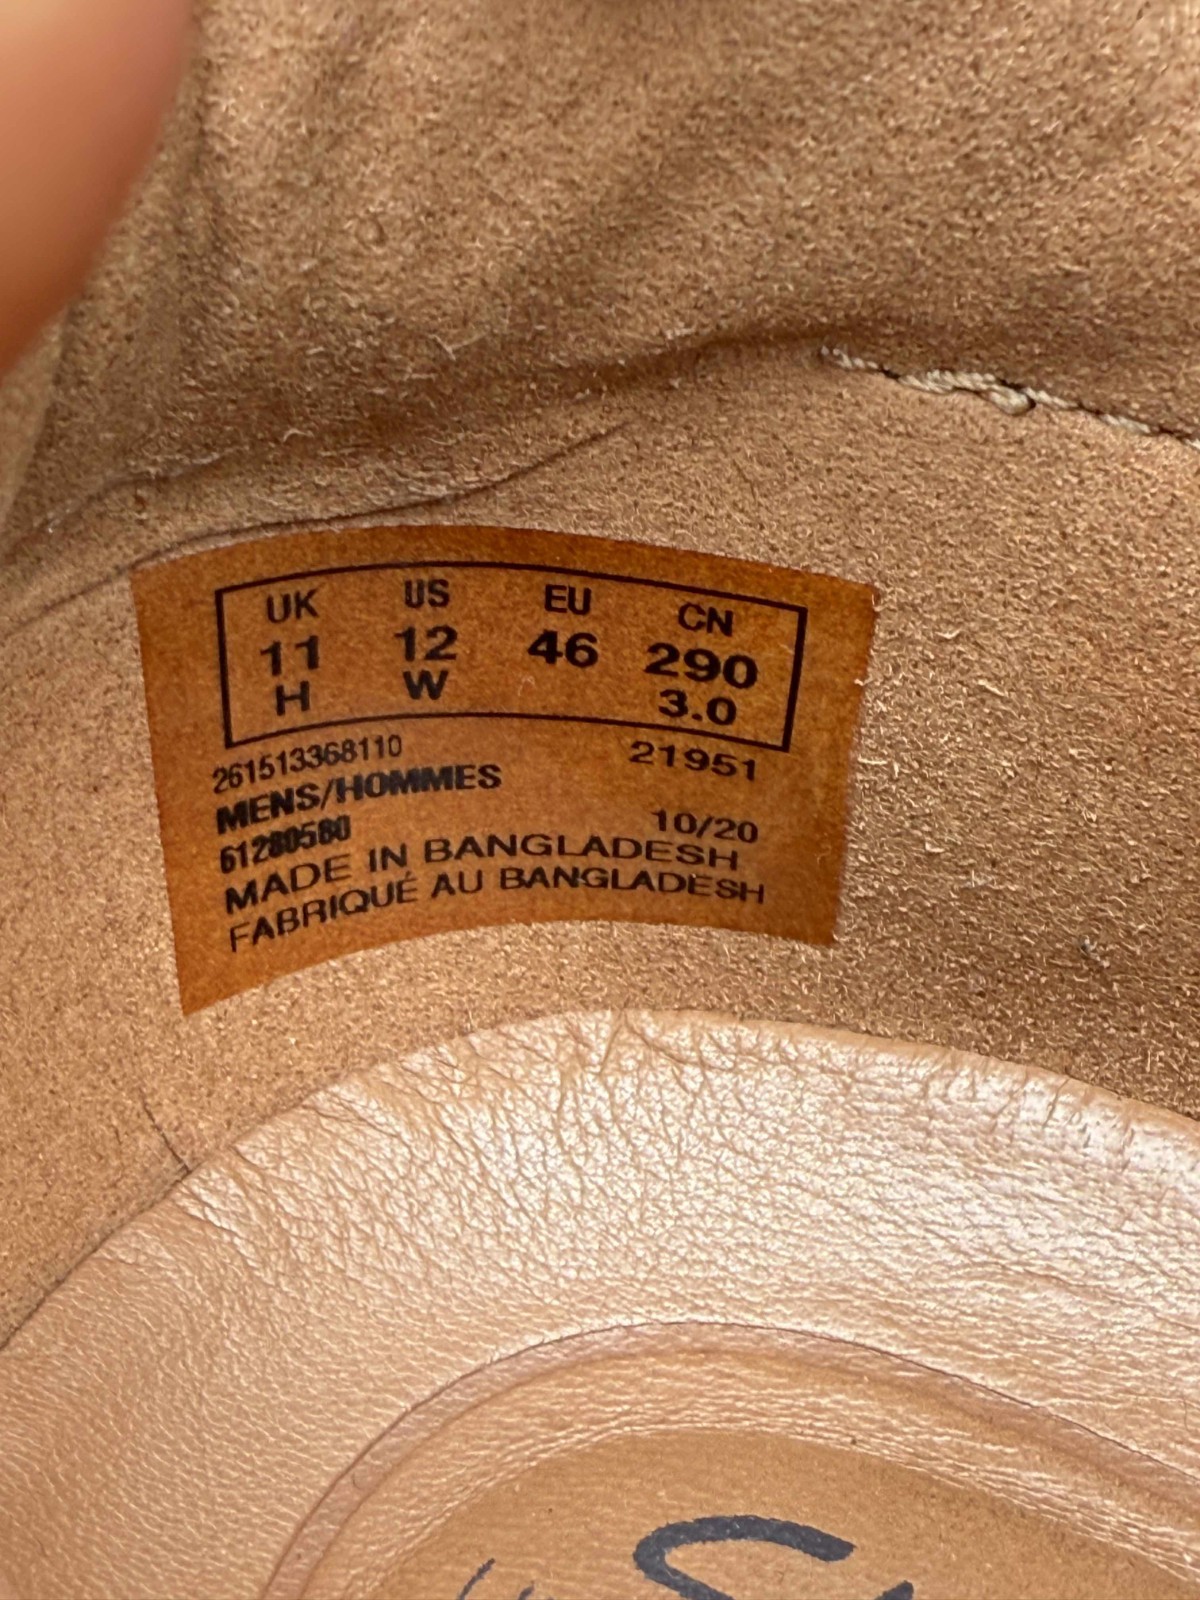 UK US EU CN
11 12 46 290
H W 3.0
261513368110 21951
MENS/HOMMES
61280580 10/20
MADE IN BANGLADESH
FABRIQUÉ AU BANGLADESH